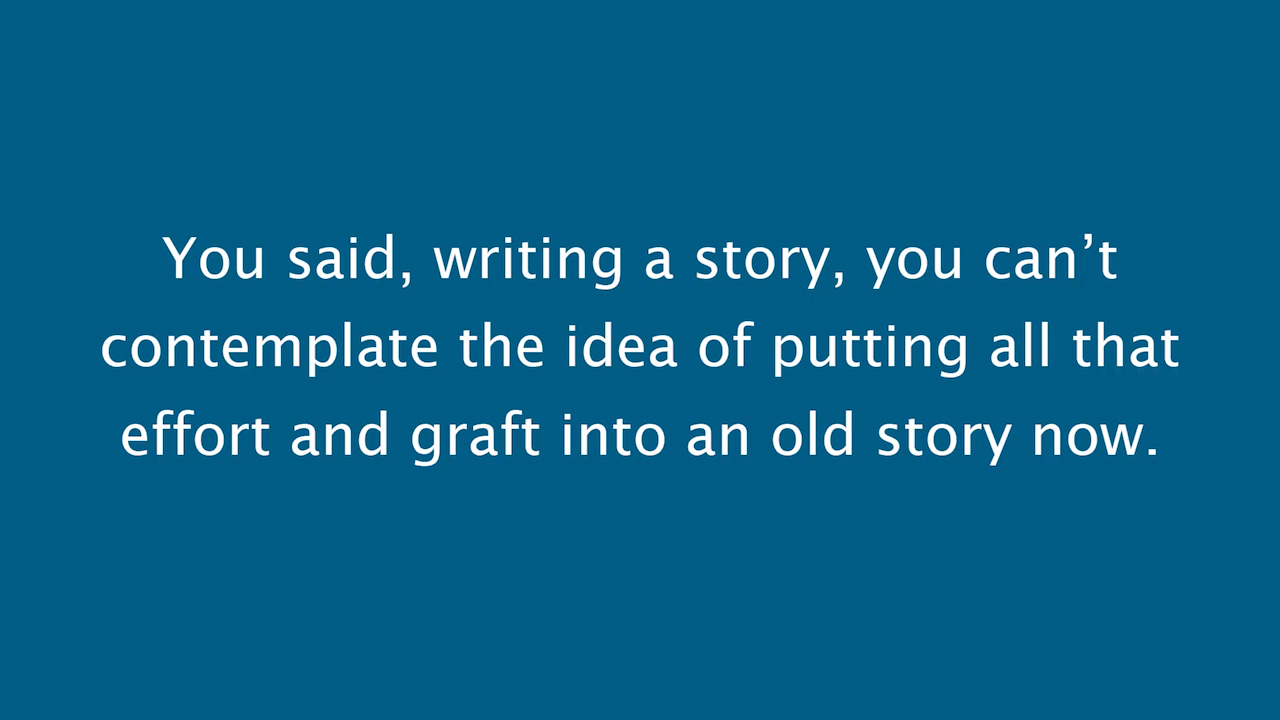 You said, writing a story, you can’t
contemplate the idea of putting all that
effort and graft into an old story now.